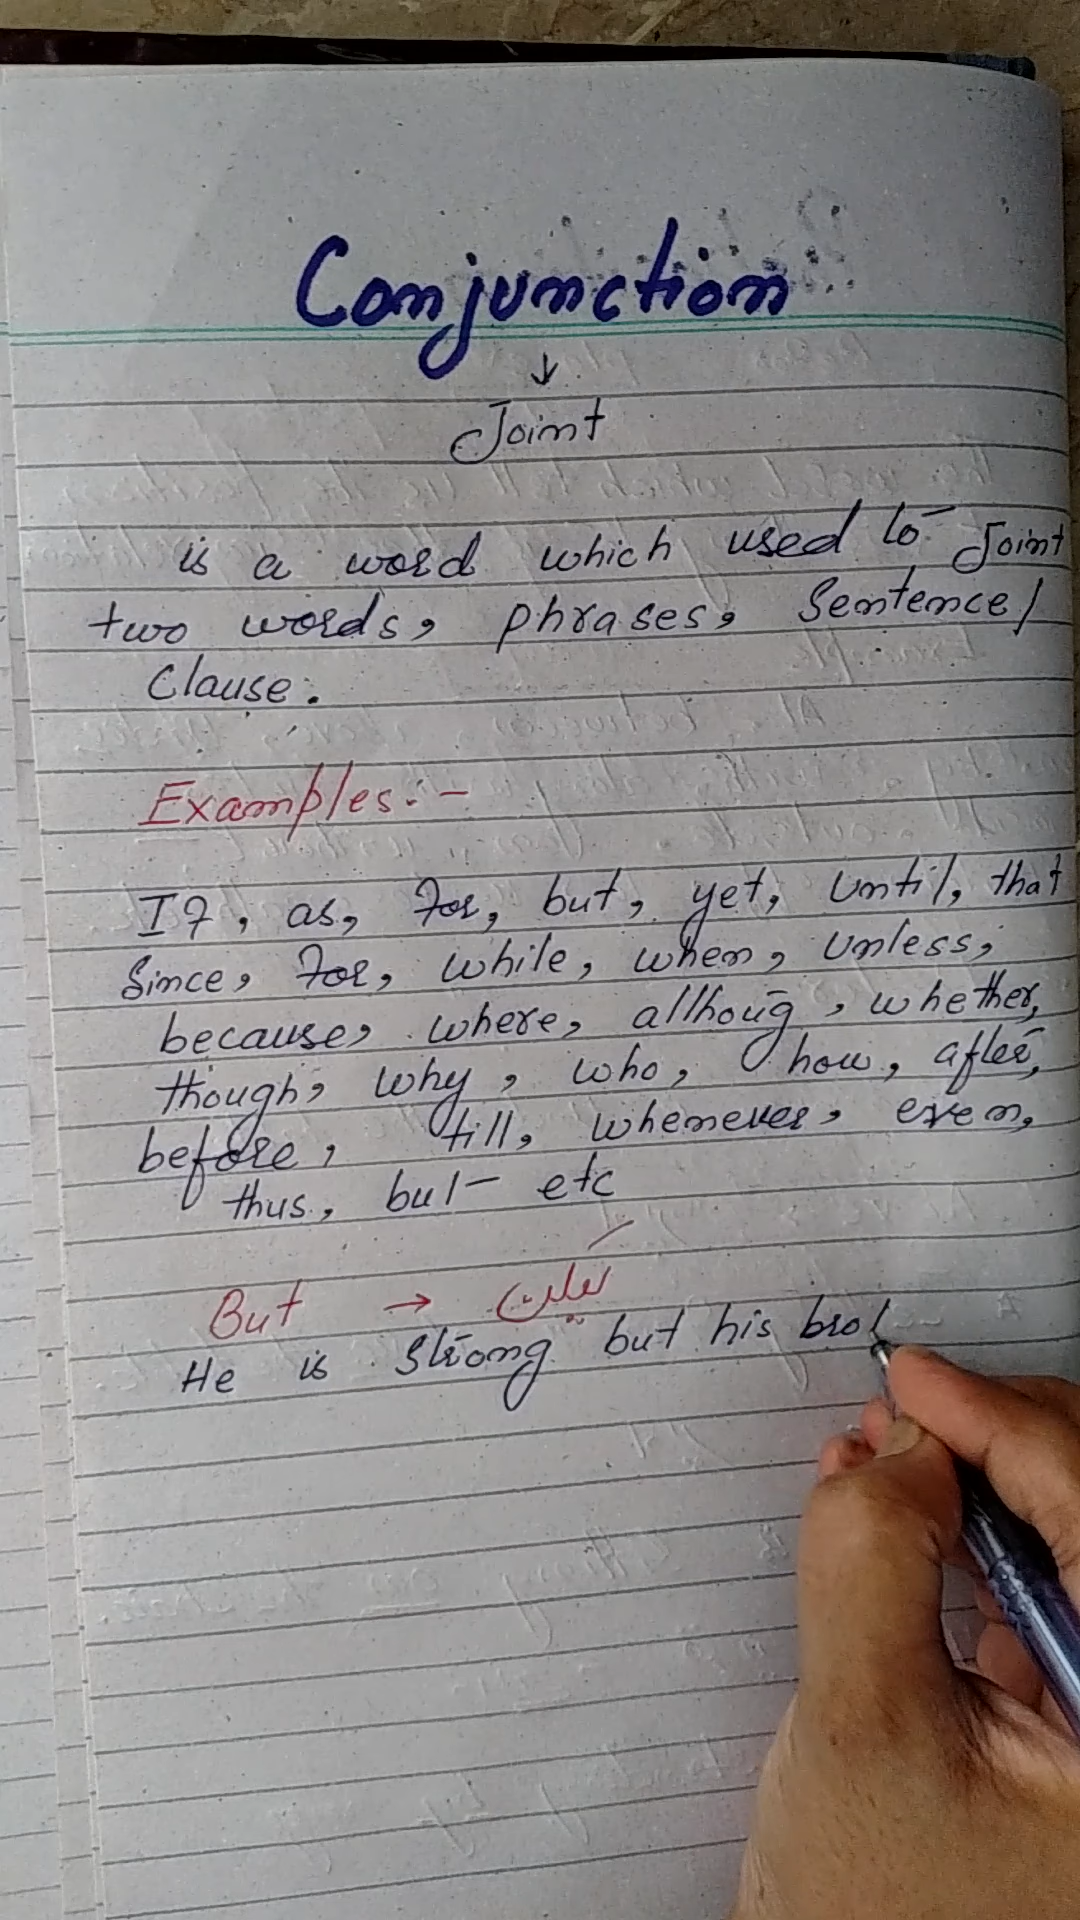 Conjunction
↓
Joint
is a word which used to Joint
two words, phrases, Sentence/
Clause.
Examples:-
If, as, For, but, yet, until, that
Since, For, while, when, unless,
because, where, althoug, whether,
though, why, who, how, after,
before, till, whenever, even,
thus, but etc
But → لیکن
He is strong but his brot